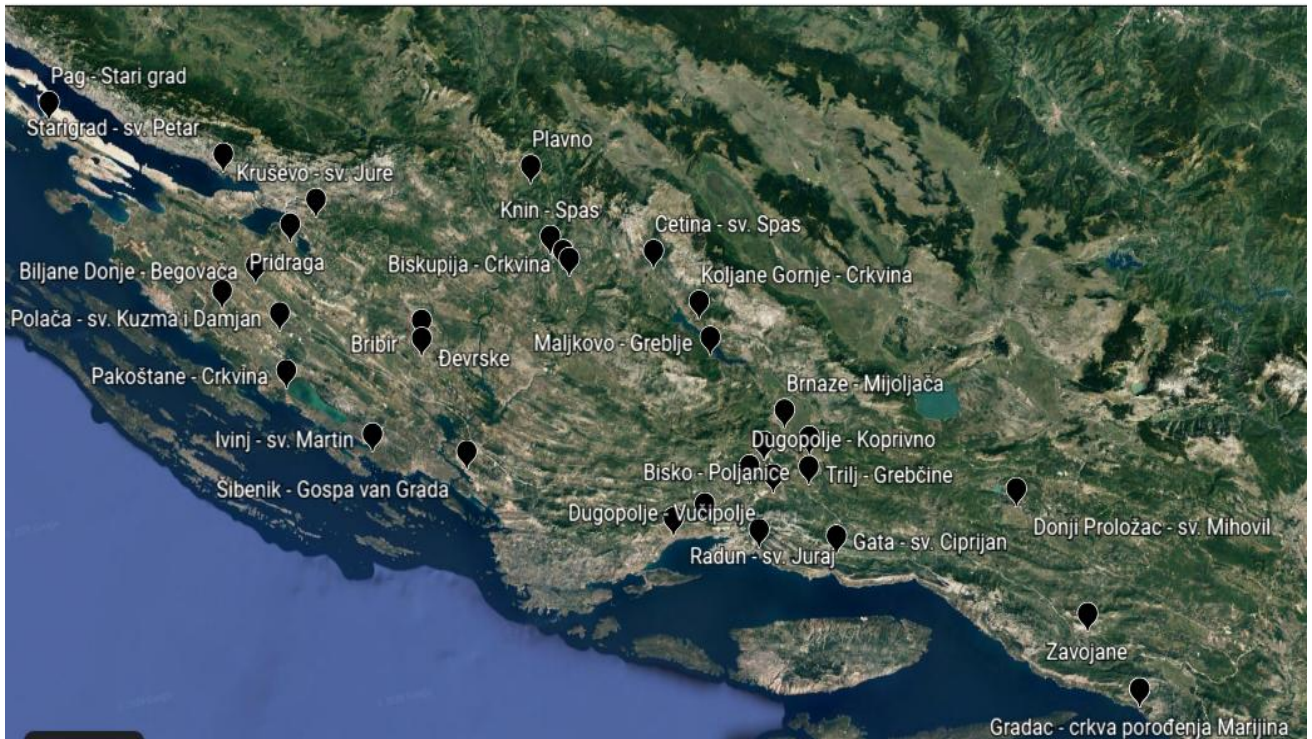 Pag - Stari grad
Starigrad - sv. Petar
Plavno
Kruševo - sv. Jure
Knin - Spas
Cetina - sv. Spas
Pridraga
Biskupija - Crkvina
Biljane Donje - Begovača
Koljane Gornje - Crkvina
Polača - sv. Kuzma i Damjan
Bribir
Maljkovo - Greblje
Đevrske
Pakoštane - Crkvina
Brnaze - Mijoljača
Ivinj - sv. Martin
Dugopolje - Koprivno
Bisko - Poljanice
Trilj - Grebčine
Šibenik - Gospa van Grada
Dugopolje - Vučipolje
Donji Proložac - sv. Mihovil
Gata - sv. Ciprijan
Radun - sv. Juraj
Zavojane
Gradac - crkva porođenja Marijina